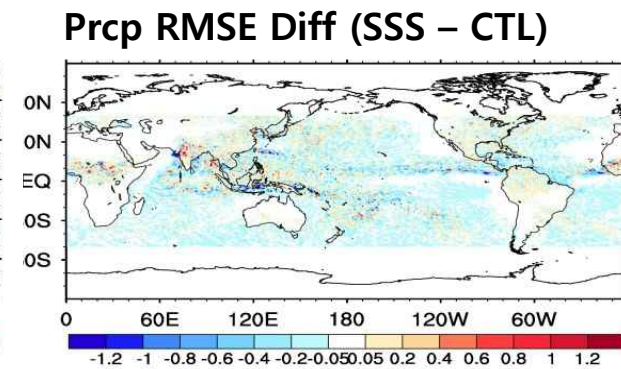 Prcp RMSE Diff (SSS – CTL)
0N
0N
EQ
0S
0S
0 60E 120E 180 120W 60W
-1.2 -1 -0.8 -0.6 -0.4 -0.2-0.050.05 0.2 0.4 0.6 0.8 1 1.2